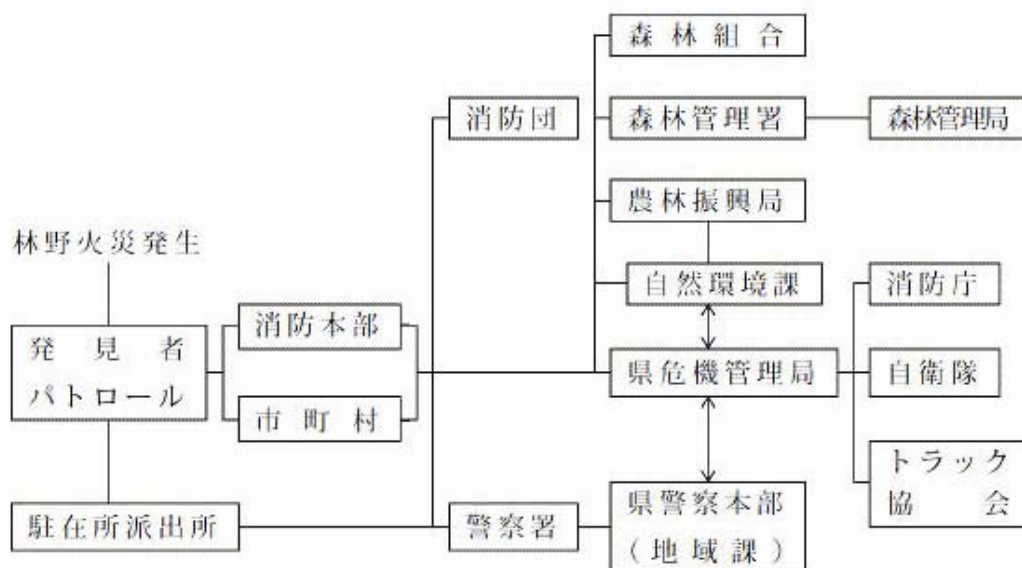 森林組合
消防団
森林管理署
森林管理局
農林振興局
林野火災発生
自然環境課
消防庁
消防本部
発見者
パトロール
県危機管理局
自衛隊
市町村
トラック
協会
駐在所派出所
警察署
県警察本部
(地域課)